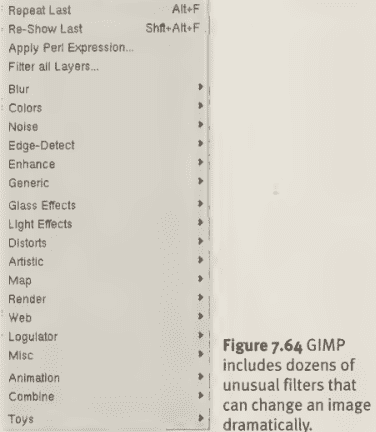 Repeat Last Alt+F
Re-Show Last Shft+Alt+F
Apply Perl Expression...
Filter all Layers...
Blur
Colors
Noise
Edge-Detect
Enhance
Generic
Glass Effects
Light Effects
Distorts
Artistic
Map
Render
Web
Logulator
Misc
Animation
Combine
Toys
Figure 7.64 GIMP
includes dozens of
unusual filters that
can change an image
dramatically.